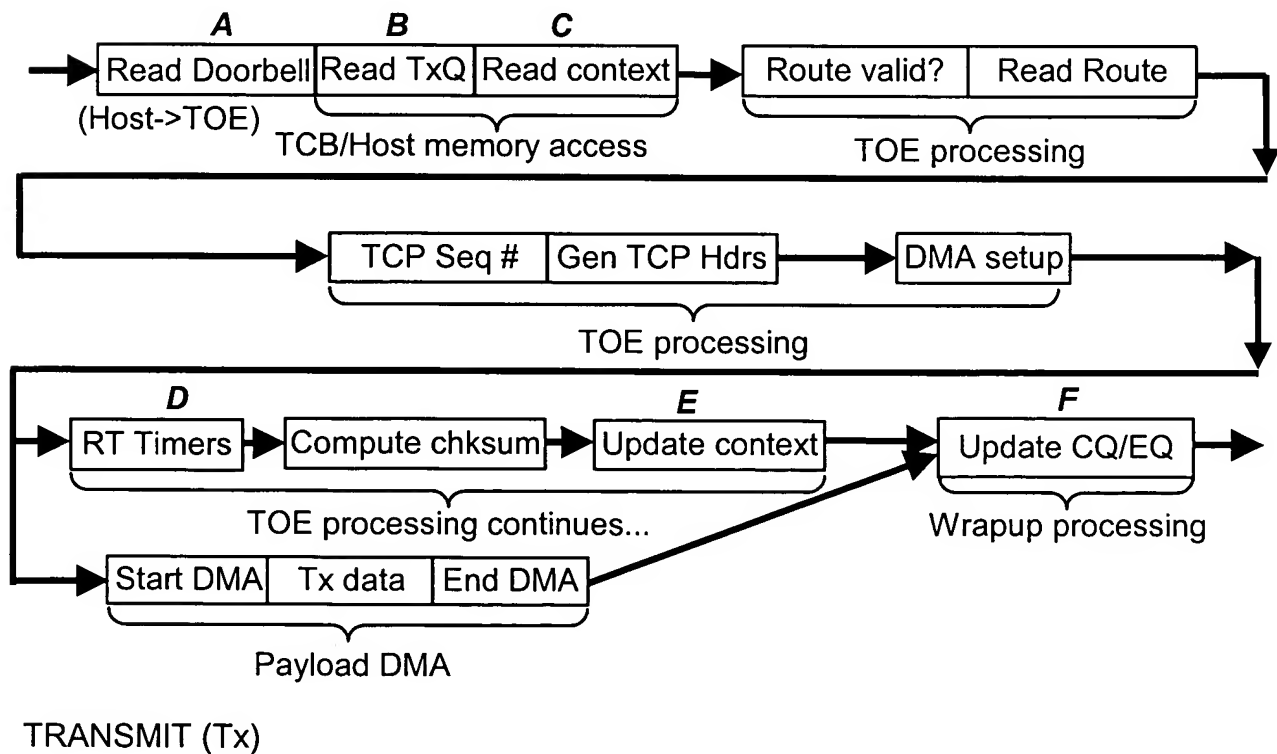 A B C
Read Doorbell Read TxQ Read context Route valid? Read Route
(Host->TOE)
TCB/Host memory access TOE processing
TCP Seq # Gen TCP Hdrs DMA setup
TOE processing
D E F
RT Timers Compute chksum Update context Update CQ/EQ
TOE processing continues... Wrapup processing
Start DMA Tx data End DMA
Payload DMA
TRANSMIT (Tx)